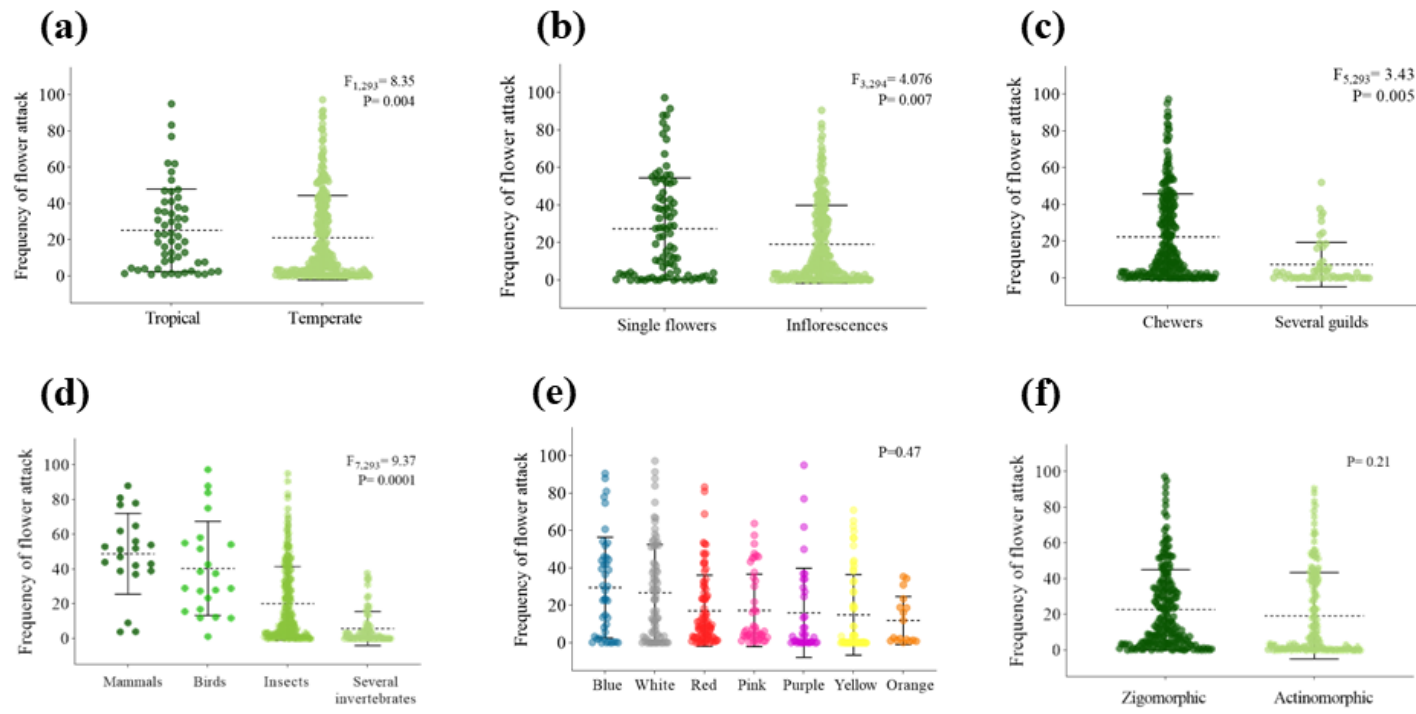 (a)
F1,293= 8.35
P= 0.004
Frequency of flower attack
100
80
60
40
20
0
Tropical
Temperate
(b)
F3,294= 4.076
P= 0.007
Frequency of flower attack
100
80
60
40
20
0
Single flowers
Inflorescences
(c)
F5,293= 3.43
P= 0.005
Frequency of flower attack
100
80
60
40
20
0
Chewers
Several guilds
(d)
F7,293= 9.37
P= 0.0001
Frequency of flower attack
100
80
60
40
20
0
Mammals
Birds
Insects
Several
invertebrates
(e)
P=0.47
Frequency of flower attack
100
80
60
40
20
0
Blue
White
Red
Pink
Purple
Yellow
Orange
(f)
P= 0.21
Frequency of flower attack
100
80
60
40
20
0
Zigomorphic
Actinomorphic